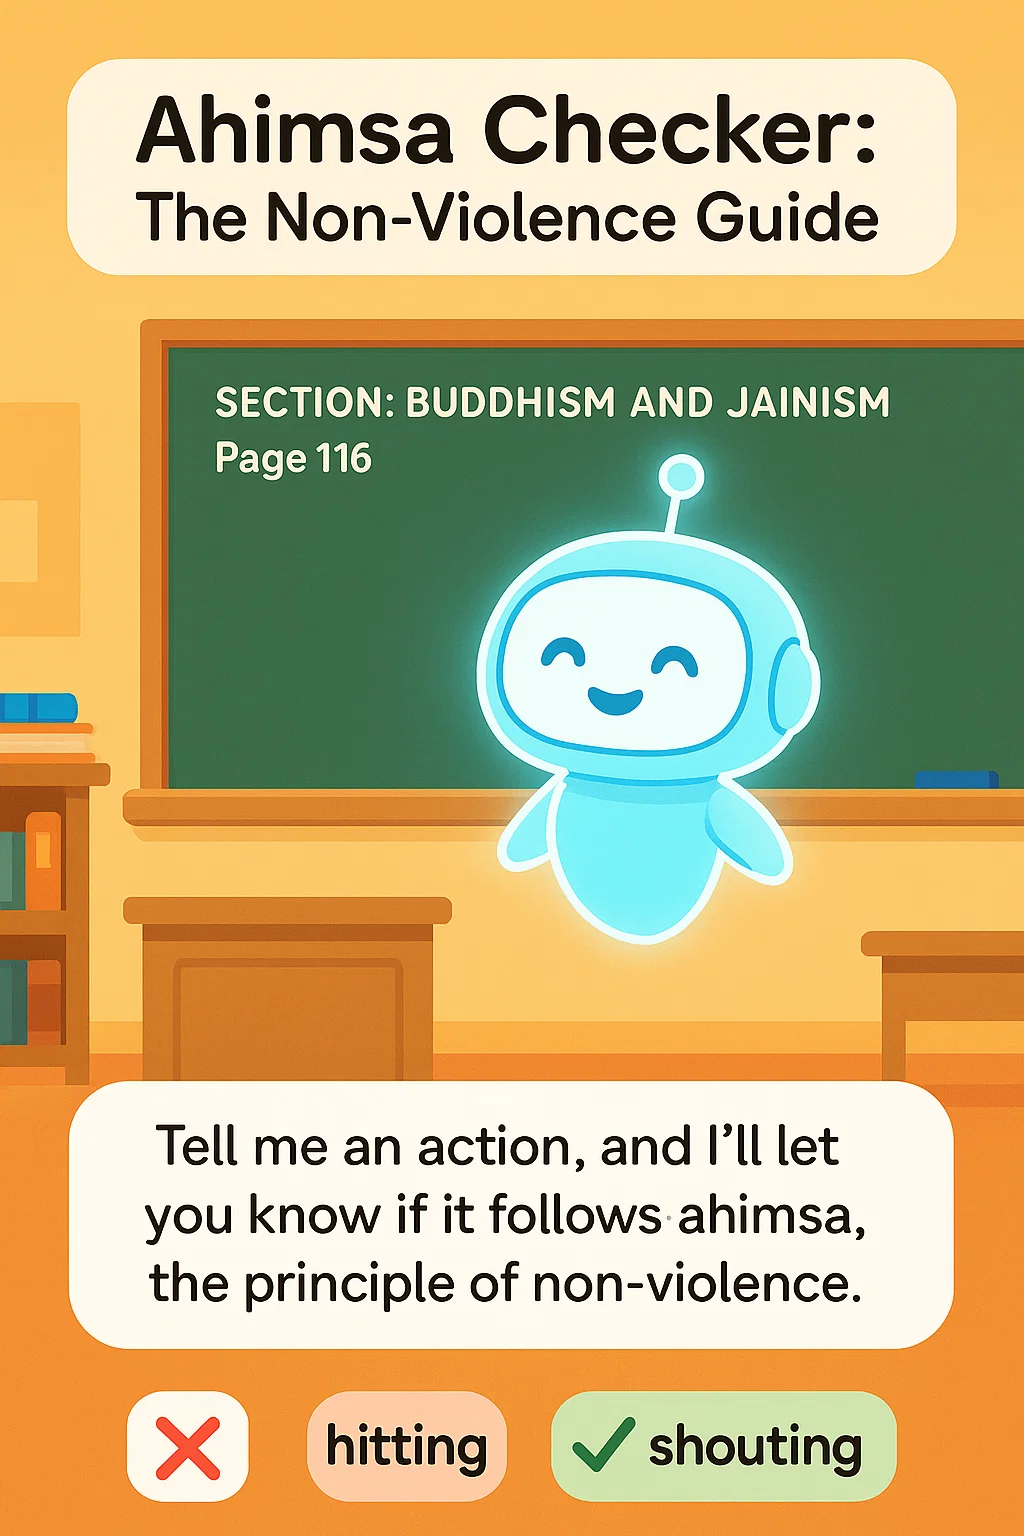 Ahimsa Checker:
The Non-Violence Guide
SECTION: BUDDHISM AND JAINISM
Page 116
Tell me an action, and I’ll let
you know if it follows·ahimsa,
the principle of non-violence.
❌ hitting ✓ shouting